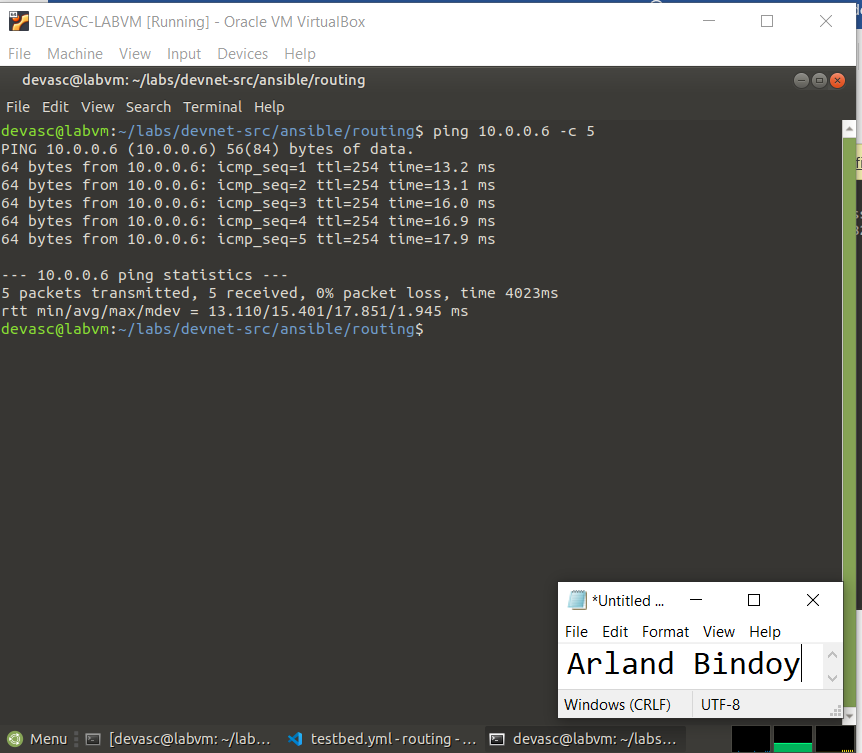 DEVASC-LABVM [Running] - Oracle VM VirtualBox
File Machine View Input Devices Help
devasc@labvm: ~/labs/devnet-src/ansible/routing
File Edit View Search Terminal Help
devasc@labvm:~/labs/devnet-src/ansible/routing$ ping 10.0.0.6 -c 5
PING 10.0.0.6 (10.0.0.6) 56(84) bytes of data.
64 bytes from 10.0.0.6: icmp_seq=1 ttl=254 time=13.2 ms
64 bytes from 10.0.0.6: icmp_seq=2 ttl=254 time=13.1 ms
64 bytes from 10.0.0.6: icmp_seq=3 ttl=254 time=16.0 ms
64 bytes from 10.0.0.6: icmp_seq=4 ttl=254 time=16.9 ms
64 bytes from 10.0.0.6: icmp_seq=5 ttl=254 time=17.9 ms
--- 10.0.0.6 ping statistics ---
5 packets transmitted, 5 received, 0% packet loss, time 4023ms
rtt min/avg/max/mdev = 13.110/15.401/17.851/1.945 ms
devasc@labvm:~/labs/devnet-src/ansible/routing$
*Untitled ...
File Edit Format View Help
Arland Bindoy
Windows (CRLF) UTF-8
Menu [devasc@labvm: ~/lab... testbed.yml - routing - ... devasc@labvm: ~/labs...